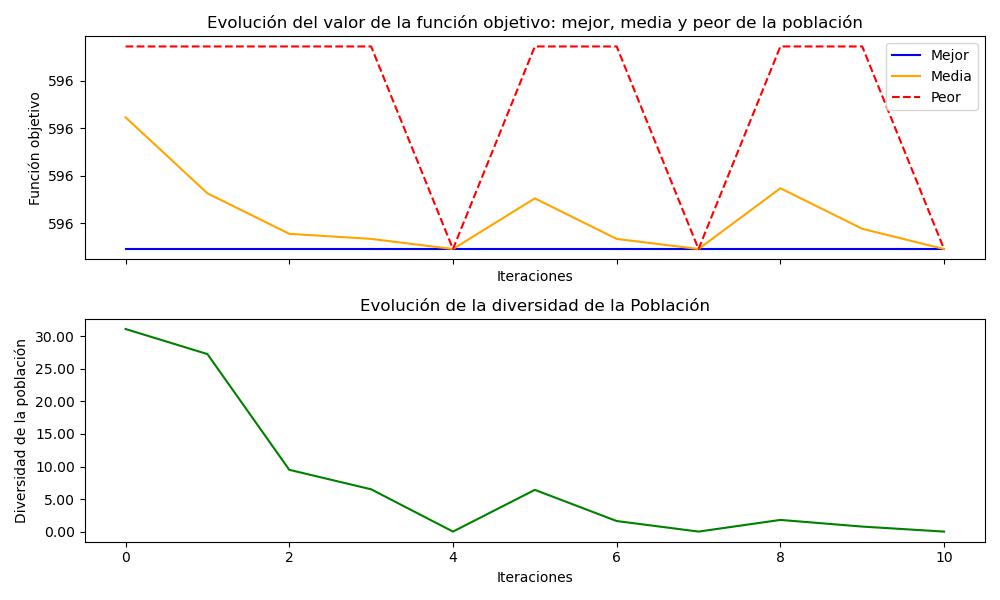 Evolución del valor de la función objetivo: mejor, media y peor de la población
Función objetivo
596
596
596
596
Mejor
Media
Peor
Iteraciones
Evolución de la diversidad de la Población
Diversidad de la población
30.00
25.00
20.00
15.00
10.00
5.00
0.00
0
2
4
6
8
10
Iteraciones